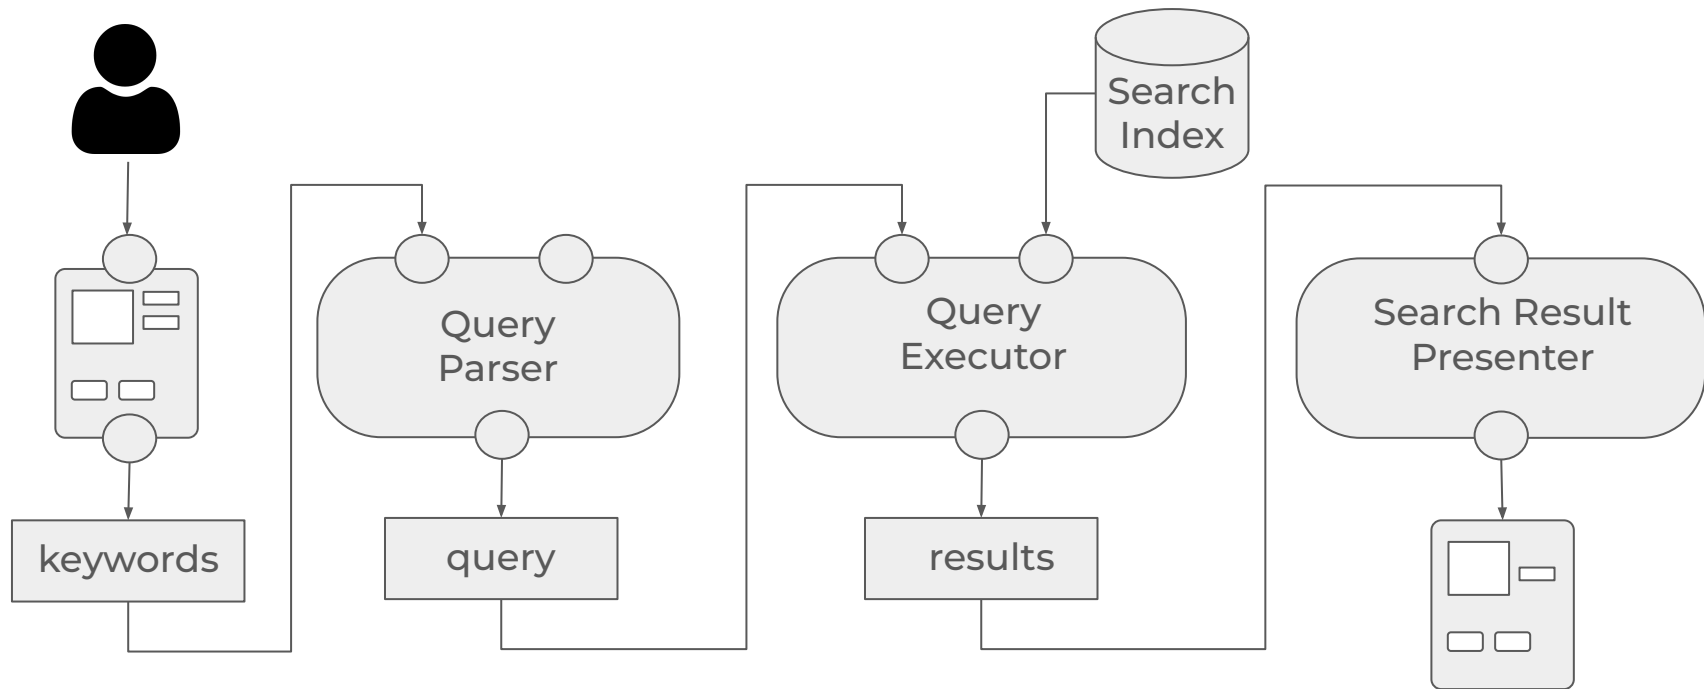 Search
Index
Query
Parser
Query
Executor
Search Result
Presenter
keywords
query
results